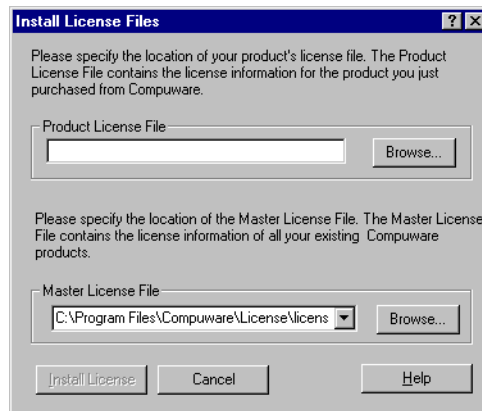 Install License Files
Please specify the location of your product's license file. The Product
License File contains the license information for the product you just
purchased from Compuware.
Product License File
Browse...
Please specify the location of the Master License File. The Master License
File contains the license information of all your existing Compuware
products.
Master License File
C:\Program Files\Compuware\License\licens
Browse...
Install License
Cancel
Help